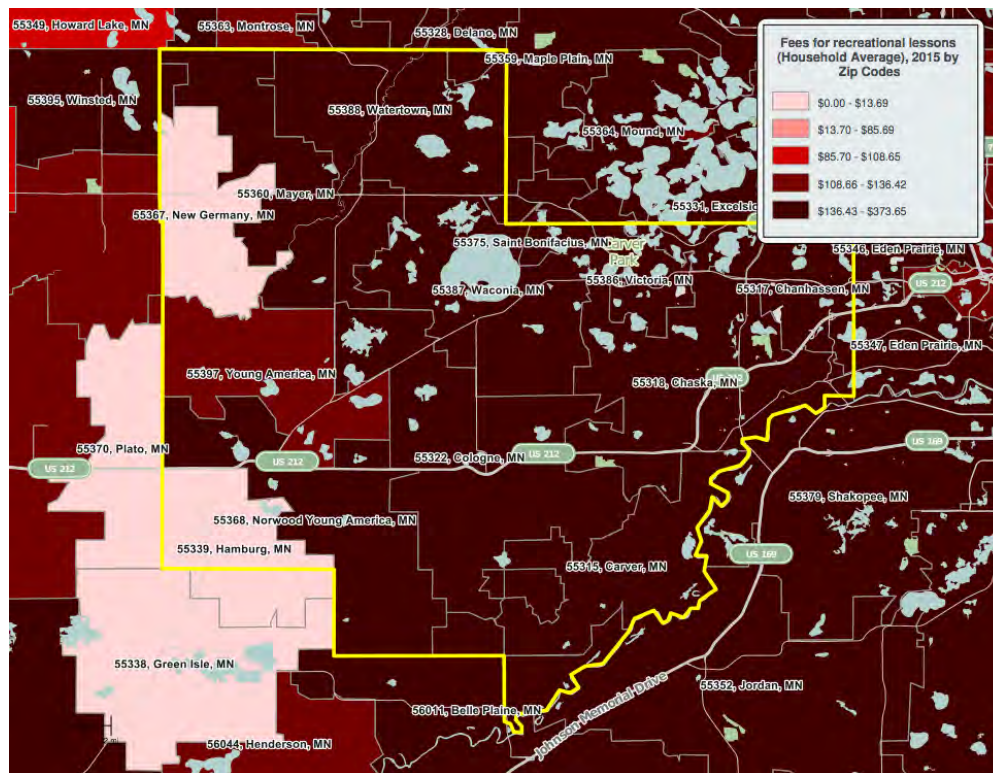 55349, Howard Lake, MN
55363, Montrose, MN
55328, Delano, MN
55359, Maple Plain, MN
Fees for recreational lessons
(Household Average), 2015 by
Zip Codes
$0.00 - $13.69
$13.70 - $85.69
$85.70 - $108.65
$108.66 - $136.42
$136.43 - $373.65
55395, Winsted, MN
55388, Watertown, MN
55364, Mound, MN
55360, Mayer, MN
55367, New Germany, MN
55331, Excelsio
55375, Saint Bonifacius, MN
Carver
Park
55346, Eden Prairie, MN
55386, Victoria, MN
55387, Waconia, MN
55317, Chanhassen, MN
US 212
55347, Eden Prairie, MN
55397, Young America, MN
55318, Chaska, MN
55370, Plato, MN
US 212
US 212
55322, Cologne, MN
US 212
US 169
55379, Shakopee, MN
55368, Norwood Young America, MN
55339, Hamburg, MN
US 169
55315, Carver, MN
55338, Green Isle, MN
55352, Jordan, MN
56011, Belle Plaine, MN
Johnson Memorial Drive
56044, Henderson, MN